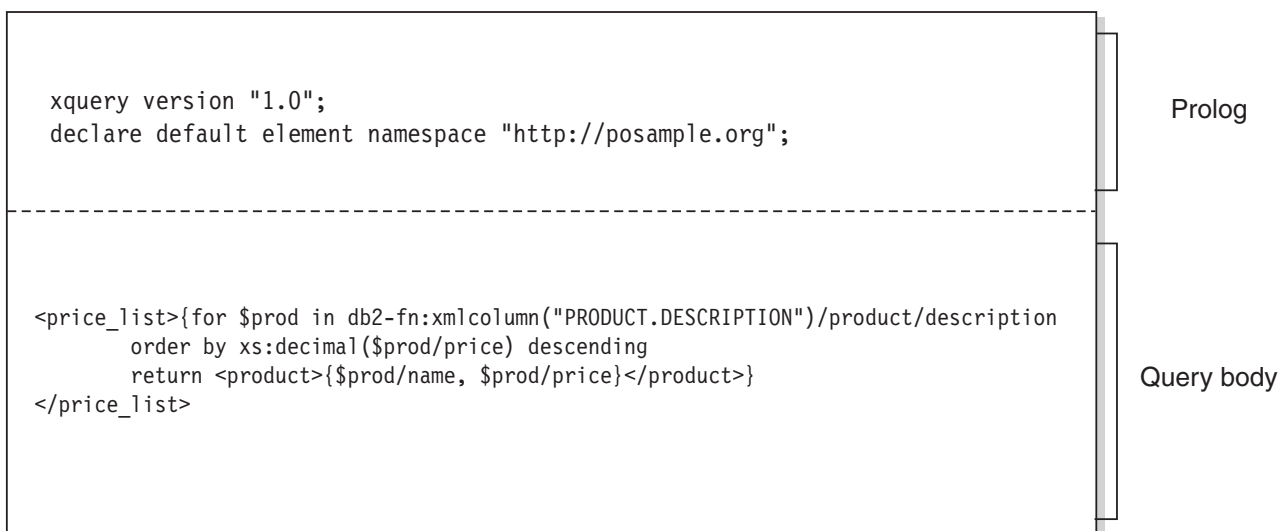 xquery version "1.0";
declare default element namespace "http://posample.org";
Prolog
<price_list>{for $prod in db2-fn:xmlcolumn("PRODUCT.DESCRIPTION")/product/description
order by xs:decimal($prod/price) descending
return <product>{$prod/name, $prod/price}</product>}
</price_list>
Query body